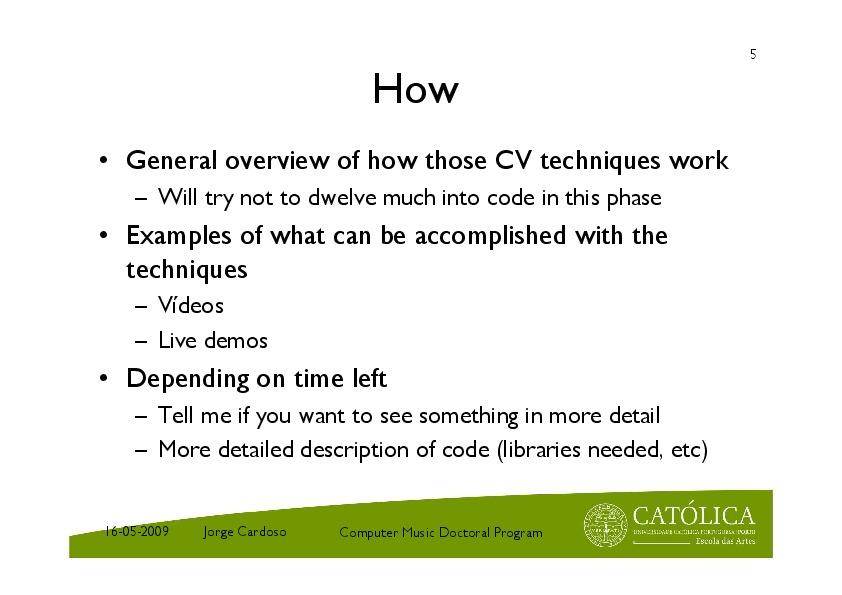 5
How
• General overview of how those CV techniques work
– Will try not to dwelve much into code in this phase
• Examples of what can be accomplished with the
techniques
– Vídeos
– Live demos
• Depending on time left
– Tell me if you want to see something in more detail
– More detailed description of code (libraries needed, etc)
16-05-2009 Jorge Cardoso Computer Music Doctoral Program
CATÓLICA
UNIVERSIDADE CATÓLICA PORTUGUESA | PORTO
Escola das Artes